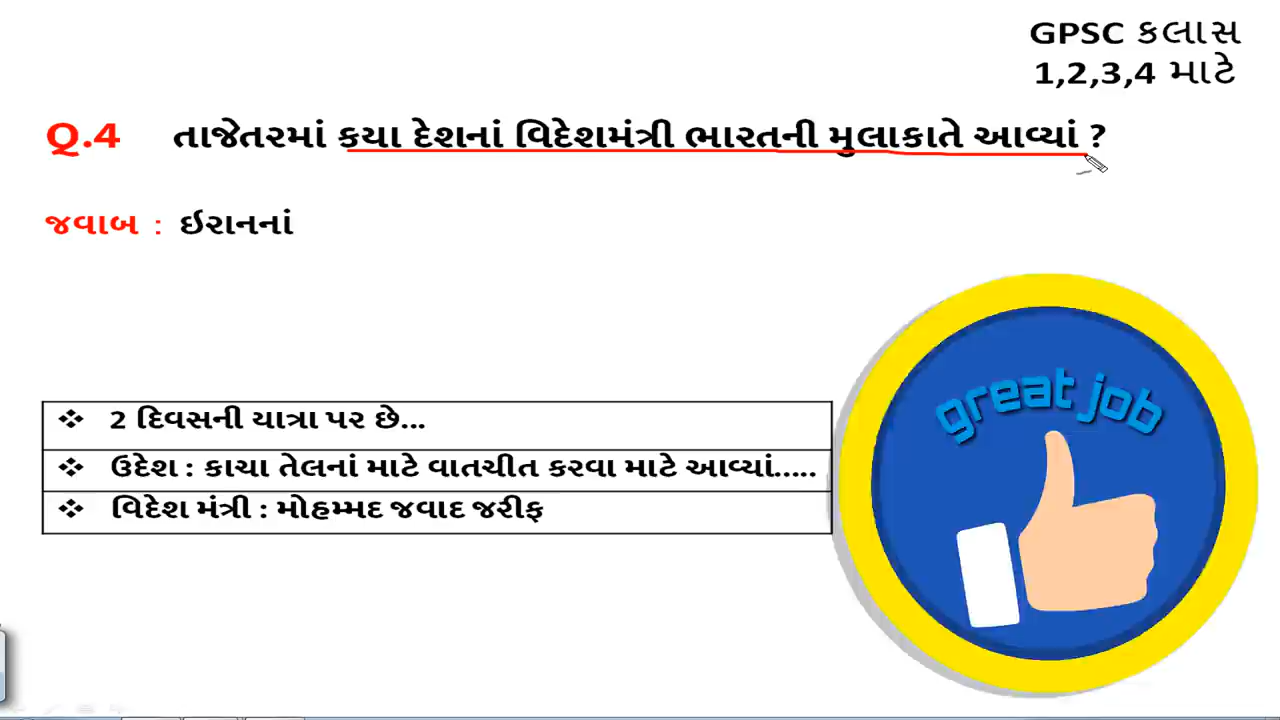 GPSC કલાસ
1,2,3,4 માટે
Q.4 તાજેતરમાં કયા દેશનાં વિદેશમંત્રી ભારતની મુલાકાતે આવ્યાં ?
જવાબ : ઇરાનનાં
❖ 2 દિવસની યાત્રા પર છે...
❖ ઉદેશ : કાચા તેલનાં માટે વાતચીત કરવા માટે આવ્યાં.....
❖ વિદેશ મંત્રી : મોહમ્મદ જવાદ જરીફ
great job